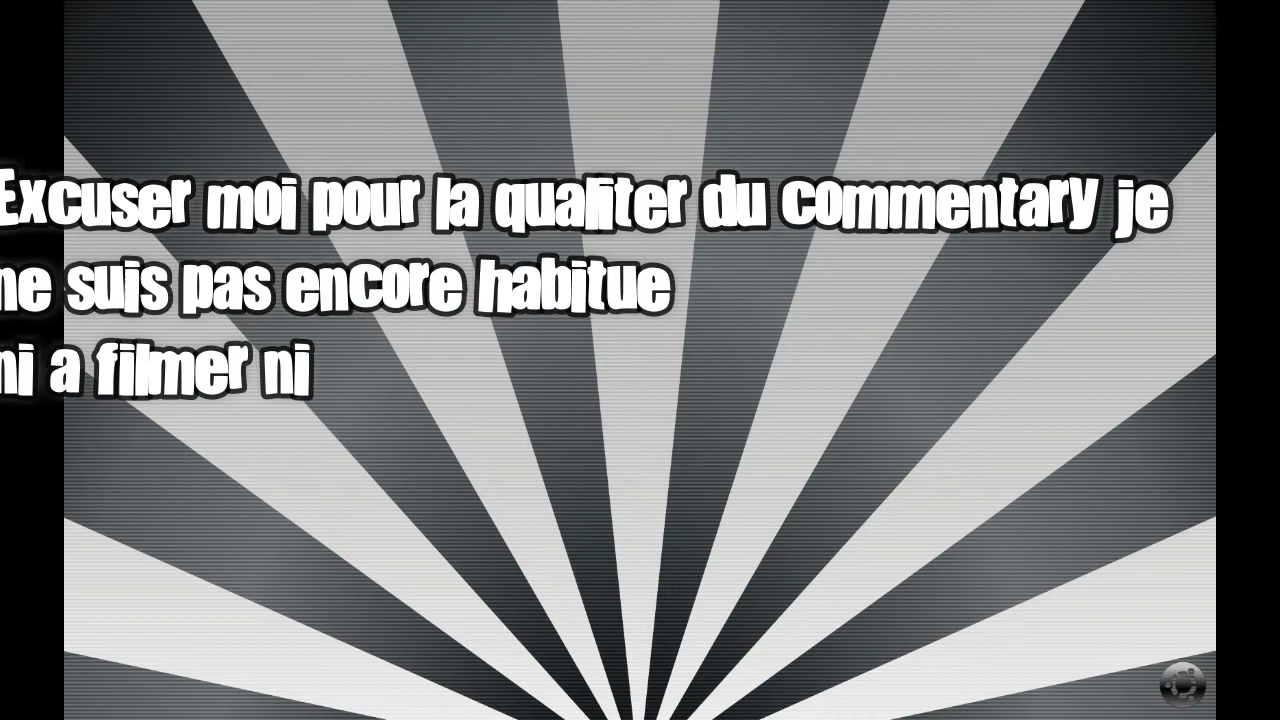 Excuser moi pour la qualiter du commentary je
ne suis pas encore habitue
ni a filmer ni